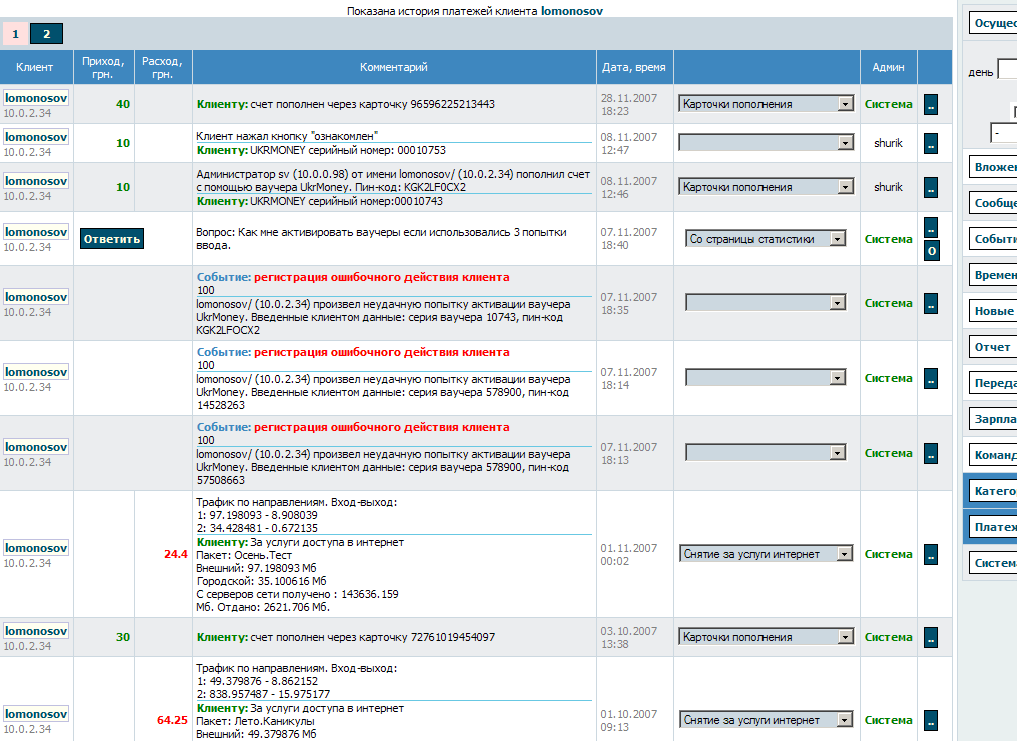 Показана история платежей клиента lomonosov
1 2
Клиент Приход, грн. Расход, грн. Комментарий Дата, время Админ
lomonosov
10.0.2.34
40
Клиенту: счет пополнен через карточку 96596225213443
28.11.2007
18:23
Карточки пополнения
Система
..
lomonosov
10.0.2.34
10
Клиент нажал кнопку "ознакомлен"
Клиенту: UKRMONEY серийный номер: 00010753
08.11.2007
12:47
shurik
..
lomonosov
10.0.2.34
10
Администратор sv (10.0.0.98) от имени lomonosov/ (10.0.2.34) пополнил счет
с помощью ваучера UkrMoney. Пин-код: KGK2LF0CX2
Клиенту: UKRMONEY серийный номер:00010743
08.11.2007
12:46
Карточки пополнения
shurik
..
lomonosov
10.0.2.34
Ответить
Вопрос: Как мне активировать ваучеры если использовались 3 попытки
ввода.
07.11.2007
18:40
Со страницы статистики
Система
..
О
lomonosov
10.0.2.34
Событие: регистрация ошибочного действия клиента
100
lomonosov/ (10.0.2.34) произвел неудачную попытку активации ваучера
UkrMoney. Введенные клиентом данные: серия ваучера 10743, пин-код
KGK2LFOCX2
07.11.2007
18:35
Система
..
lomonosov
10.0.2.34
Событие: регистрация ошибочного действия клиента
100
lomonosov/ (10.0.2.34) произвел неудачную попытку активации ваучера
UkrMoney. Введенные клиентом данные: серия ваучера 578900, пин-код
14528263
07.11.2007
18:14
Система
..
lomonosov
10.0.2.34
Событие: регистрация ошибочного действия клиента
100
lomonosov/ (10.0.2.34) произвел неудачную попытку активации ваучера
UkrMoney. Введенные клиентом данные: серия ваучера 578900, пин-код
57508663
07.11.2007
18:13
Система
..
lomonosov
10.0.2.34
24.4
Трафик по направлениям. Вход-выход:
1: 97.198093 - 8.908039
2: 34.428481 - 0.672135
Клиенту: За услуги доступа в интернет
Пакет: Осень.Тест
Внешний: 97.198093 Мб
Городской: 35.100616 Мб
С серверов сети получено : 143636.159
Мб. Отдано: 2621.706 Мб.
01.11.2007
00:02
Снятие за услуги интернет
Система
..
lomonosov
10.0.2.34
30
Клиенту: счет пополнен через карточку 72761019454097
03.10.2007
13:38
Карточки пополнения
Система
..
lomonosov
10.0.2.34
64.25
Трафик по направлениям. Вход-выход:
1: 49.379876 - 8.862152
2: 838.957487 - 15.975177
Клиенту: За услуги доступа в интернет
Пакет: Лето.Каникулы
Внешний: 49.379876 Мб
01.10.2007
09:13
Снятие за услуги интернет
Система
..
Осущес
день
-
Вложен
Сообще
Событи
Времен
Новые
Отчет
Переда
Зарпла
Команд
Катего
Платеж
Систем